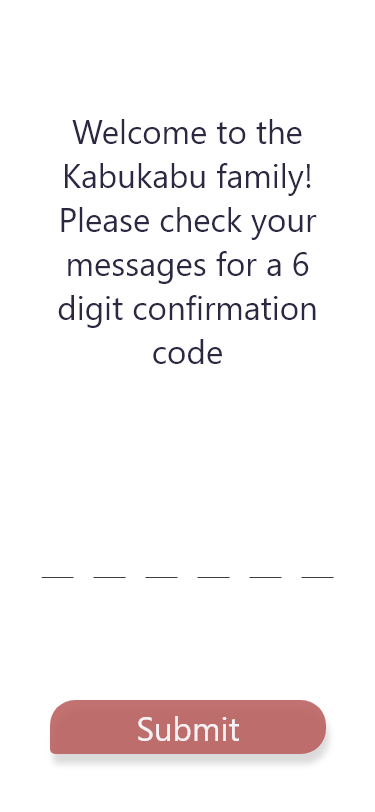 Welcome to the
Kabukabu family!
Please check your
messages for a 6
digit confirmation
code
Submit